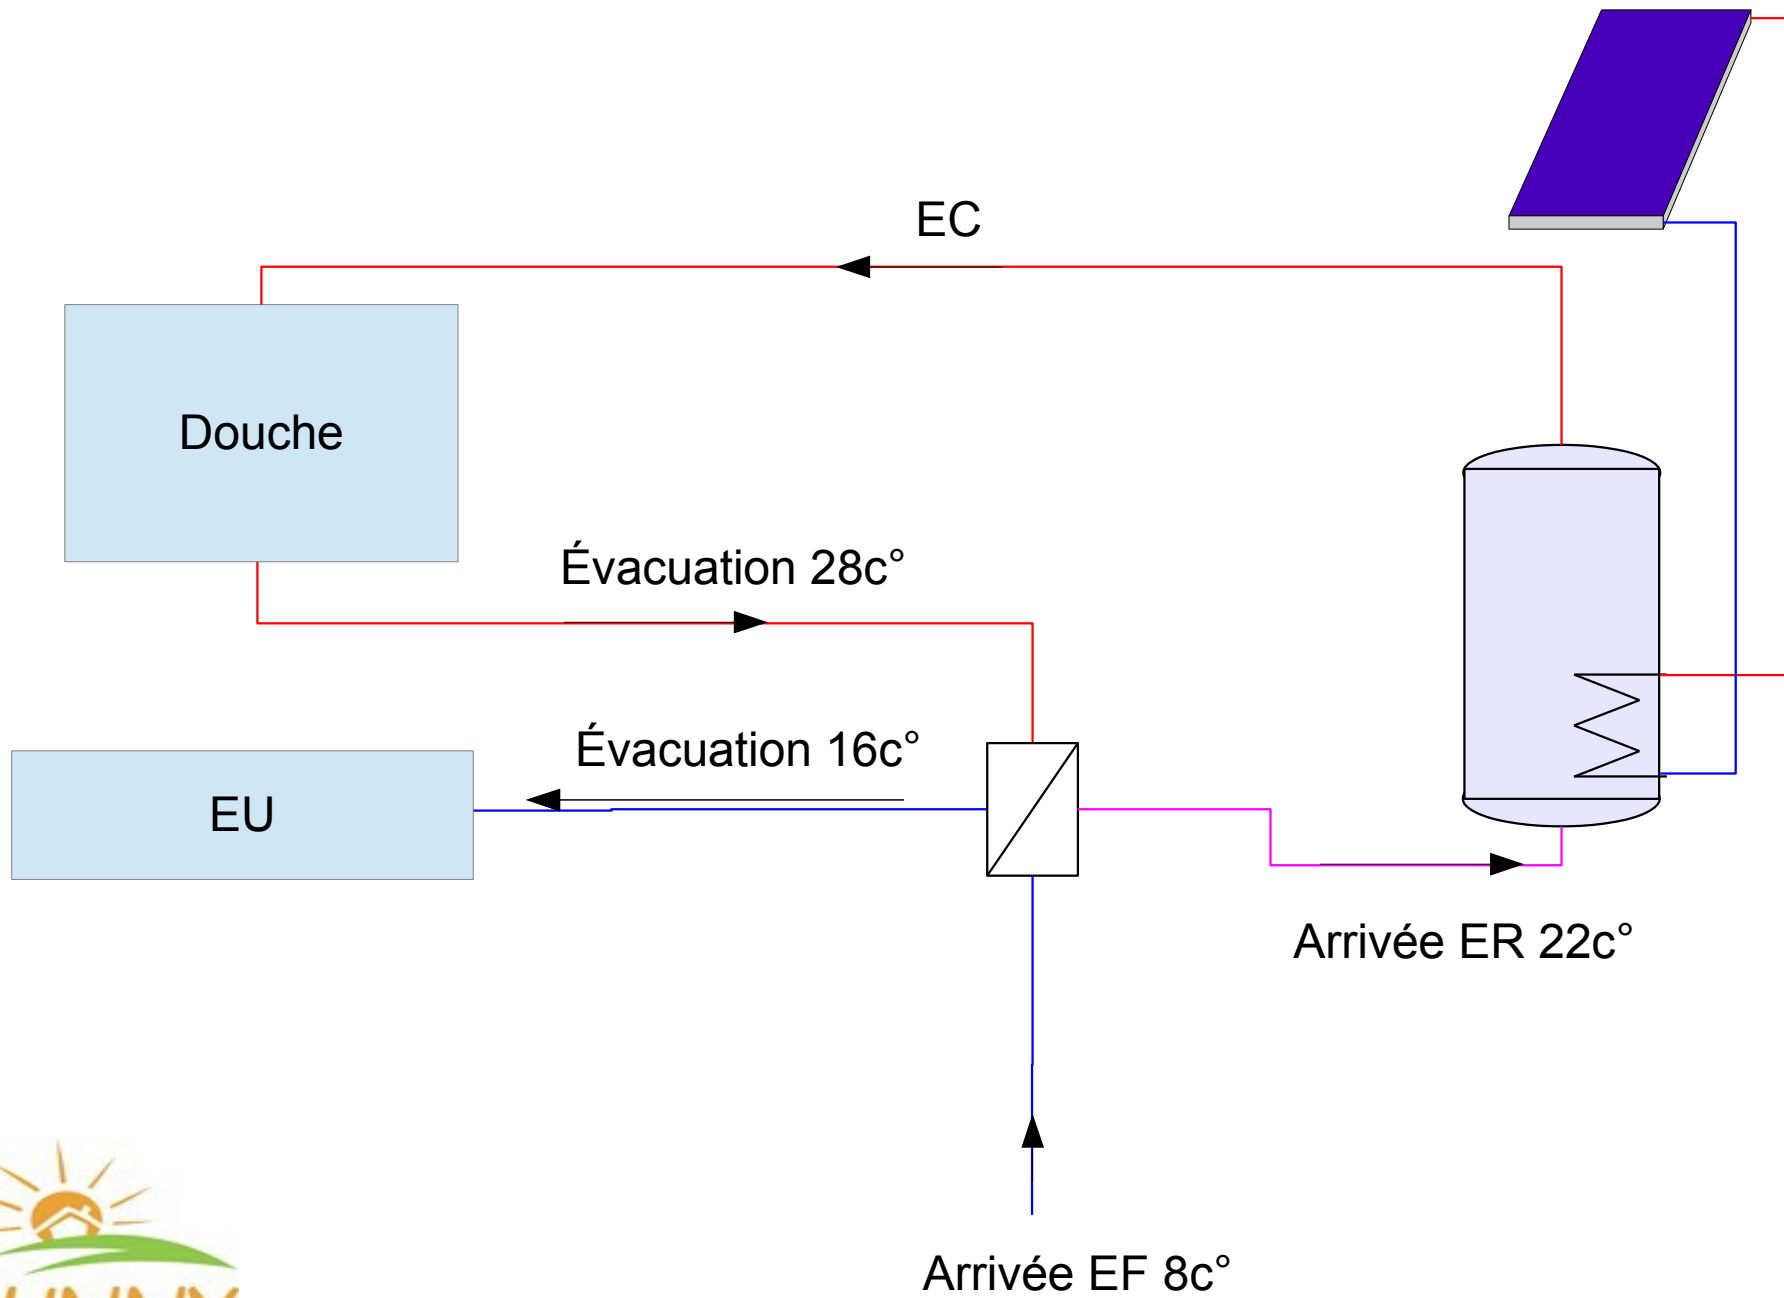 EC
Douche
Évacuation 28c°
Évacuation 16c°
EU
Arrivée ER 22c°
Arrivée EF 8c°